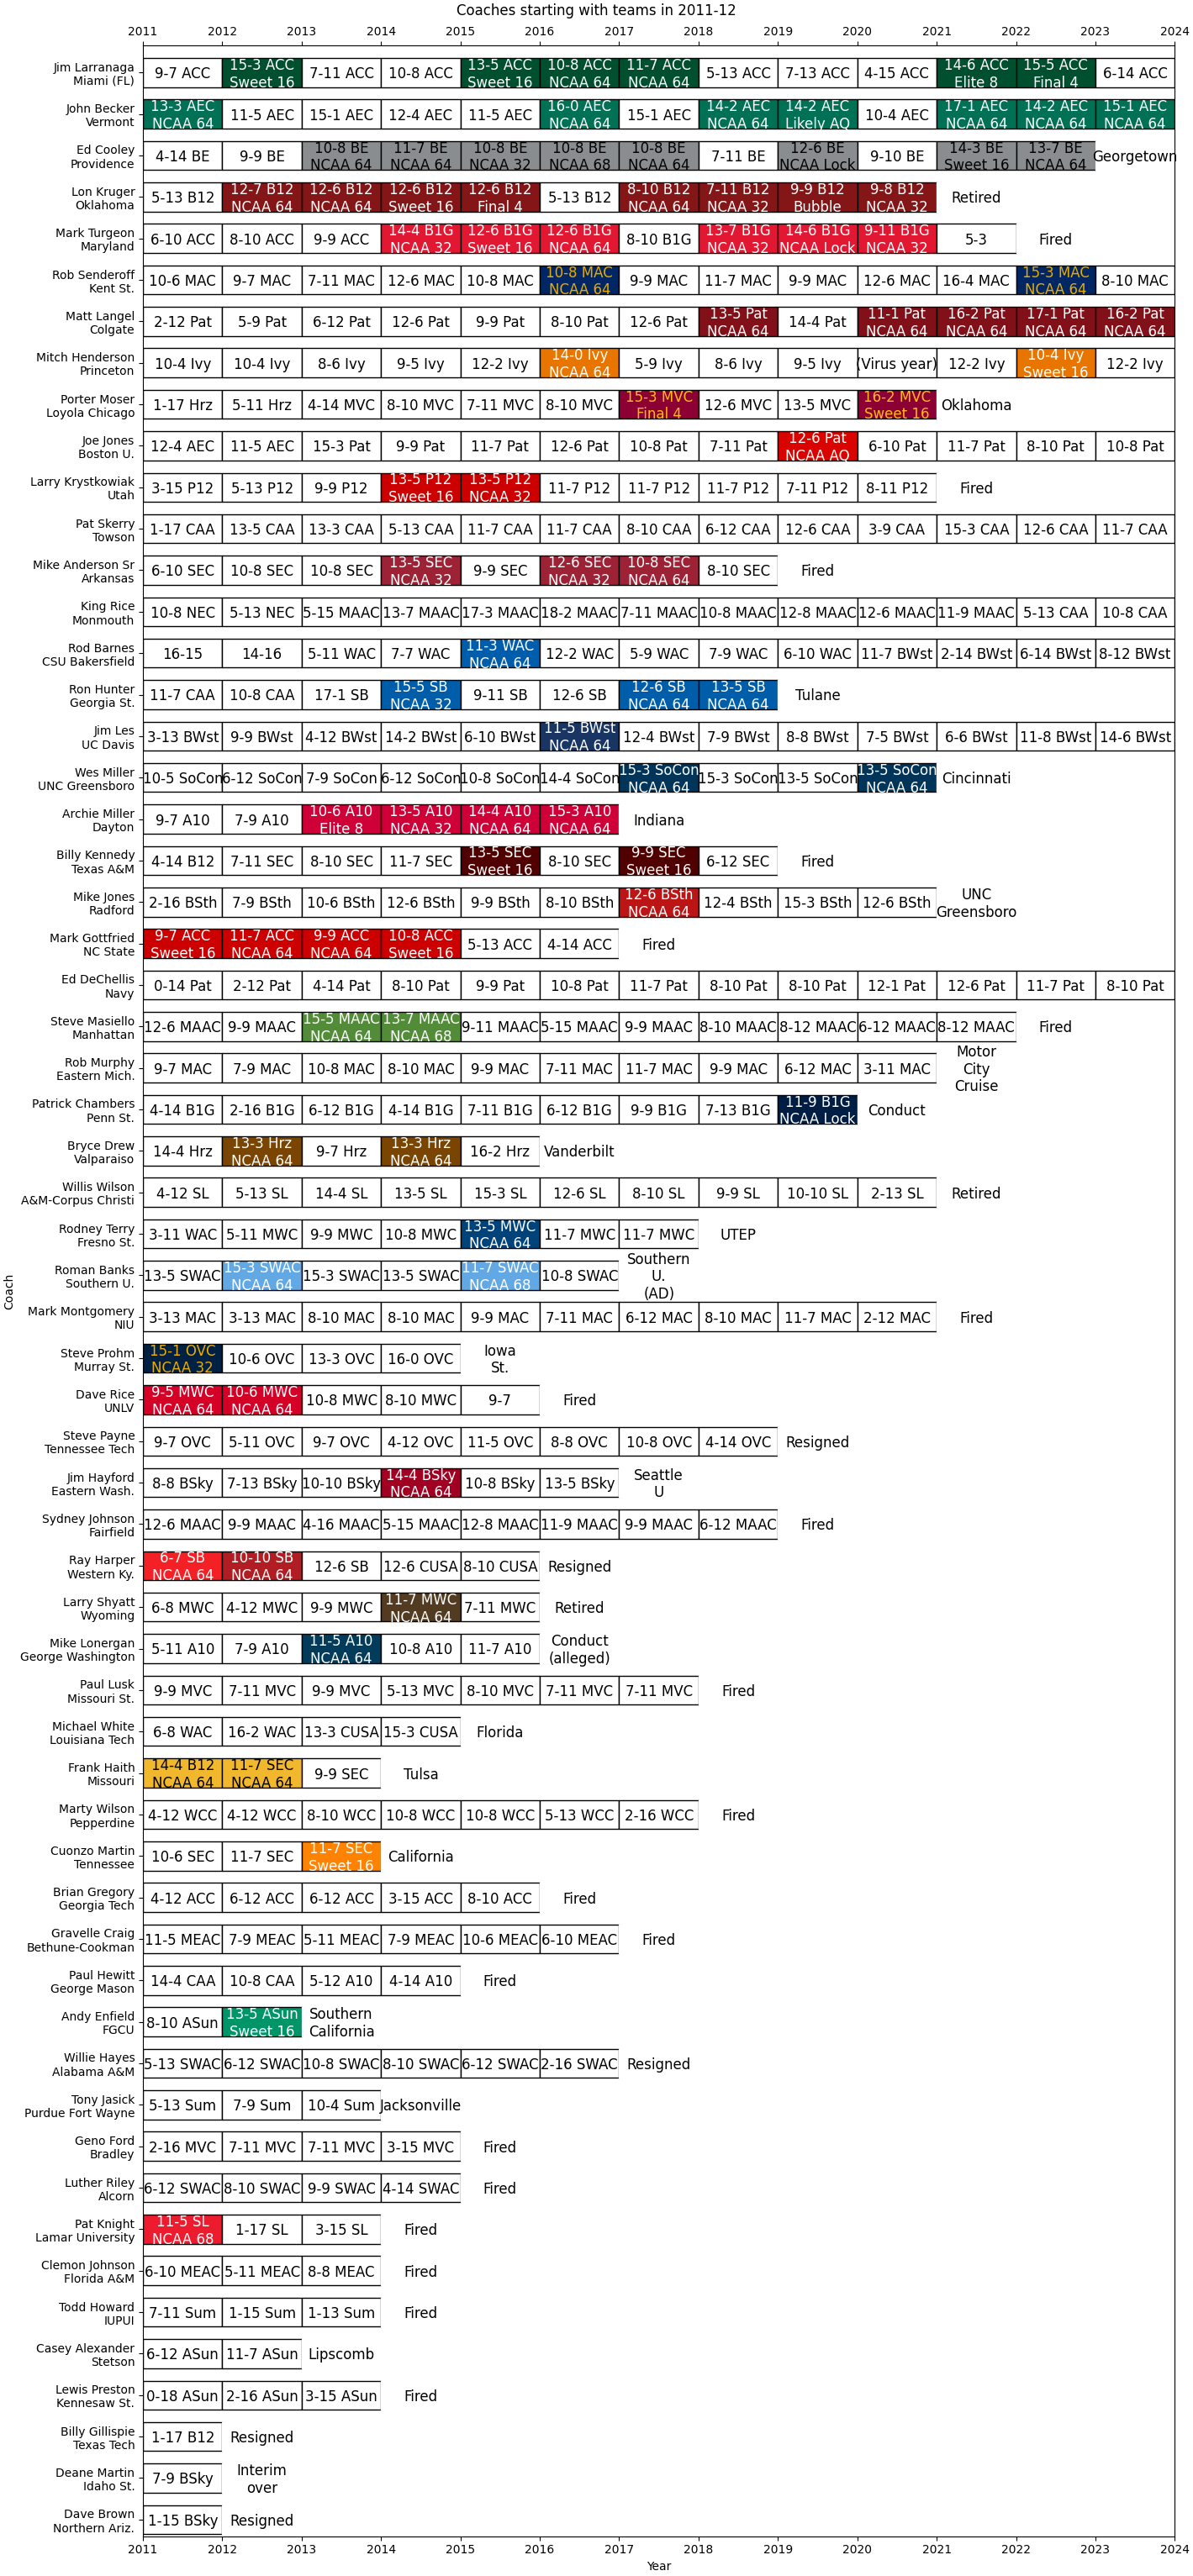 Coaches starting with teams in 2011-12
2011 2012 2013 2014 2015 2016 2017 2018 2019 2020 2021 2022 2023 2024
Jim Larranaga
Miami (FL)
9-7 ACC
15-3 ACC
Sweet 16
7-11 ACC
10-8 ACC
13-5 ACC
Sweet 16
10-8 ACC
NCAA 64
11-7 ACC
NCAA 64
5-13 ACC
7-13 ACC
4-15 ACC
14-6 ACC
Elite 8
15-5 ACC
Final 4
6-14 ACC
John Becker
Vermont
13-3 AEC
NCAA 64
11-5 AEC
15-1 AEC
12-4 AEC
11-5 AEC
16-0 AEC
NCAA 64
15-1 AEC
14-2 AEC
NCAA 64
14-2 AEC
Likely AQ
10-4 AEC
17-1 AEC
NCAA 64
14-2 AEC
NCAA 64
15-1 AEC
NCAA 64
Ed Cooley
Providence
4-14 BE
9-9 BE
10-8 BE
NCAA 64
11-7 BE
NCAA 64
10-8 BE
NCAA 32
10-8 BE
NCAA 68
10-8 BE
NCAA 64
7-11 BE
12-6 BE
NCAA Lock
9-10 BE
14-3 BE
Sweet 16
13-7 BE
NCAA 64
Georgetown
Lon Kruger
Oklahoma
5-13 B12
12-7 B12
NCAA 64
12-6 B12
NCAA 64
12-6 B12
Sweet 16
12-6 B12
Final 4
5-13 B12
8-10 B12
NCAA 64
7-11 B12
NCAA 32
9-9 B12
Bubble
9-8 B12
NCAA 32
Retired
Mark Turgeon
Maryland
6-10 ACC
8-10 ACC
9-9 ACC
14-4 B1G
NCAA 32
12-6 B1G
Sweet 16
12-6 B1G
NCAA 64
8-10 B1G
13-7 B1G
NCAA 32
14-6 B1G
NCAA Lock
9-11 B1G
NCAA 32
5-3
Fired
Rob Senderoff
Kent St.
10-6 MAC
9-7 MAC
7-11 MAC
12-6 MAC
10-8 MAC
10-8 MAC
NCAA 64
9-9 MAC
11-7 MAC
9-9 MAC
12-6 MAC
16-4 MAC
15-3 MAC
NCAA 64
8-10 MAC
Matt Langel
Colgate
2-12 Pat
5-9 Pat
6-12 Pat
12-6 Pat
9-9 Pat
8-10 Pat
12-6 Pat
13-5 Pat
NCAA 64
14-4 Pat
11-1 Pat
NCAA 64
16-2 Pat
NCAA 64
17-1 Pat
NCAA 64
16-2 Pat
NCAA 64
Mitch Henderson
Princeton
10-4 Ivy
10-4 Ivy
8-6 Ivy
9-5 Ivy
12-2 Ivy
14-0 Ivy
NCAA 64
5-9 Ivy
8-6 Ivy
9-5 Ivy
(Virus year)
12-2 Ivy
10-4 Ivy
Sweet 16
12-2 Ivy
Porter Moser
Loyola Chicago
1-17 Hrz
5-11 Hrz
4-14 MVC
8-10 MVC
7-11 MVC
8-10 MVC
15-3 MVC
Final 4
12-6 MVC
13-5 MVC
16-2 MVC
Sweet 16
Oklahoma
Joe Jones
Boston U.
12-4 AEC
11-5 AEC
15-3 Pat
9-9 Pat
11-7 Pat
12-6 Pat
10-8 Pat
7-11 Pat
12-6 Pat
NCAA AQ
6-10 Pat
11-7 Pat
8-10 Pat
10-8 Pat
Larry Krystkowiak
Utah
3-15 P12
5-13 P12
9-9 P12
13-5 P12
Sweet 16
13-5 P12
NCAA 32
11-7 P12
11-7 P12
11-7 P12
7-11 P12
8-11 P12
Fired
Pat Skerry
Towson
1-17 CAA
13-5 CAA
13-3 CAA
5-13 CAA
11-7 CAA
11-7 CAA
8-10 CAA
6-12 CAA
12-6 CAA
3-9 CAA
15-3 CAA
12-6 CAA
11-7 CAA
Mike Anderson Sr
Arkansas
6-10 SEC
10-8 SEC
10-8 SEC
13-5 SEC
NCAA 32
9-9 SEC
12-6 SEC
NCAA 32
10-8 SEC
NCAA 64
8-10 SEC
Fired
King Rice
Monmouth
10-8 NEC
5-13 NEC
5-15 MAAC
13-7 MAAC
17-3 MAAC
18-2 MAAC
7-11 MAAC
10-8 MAAC
12-8 MAAC
12-6 MAAC
11-9 MAAC
5-13 CAA
10-8 CAA
Rod Barnes
CSU Bakersfield
16-15
14-16
5-11 WAC
7-7 WAC
11-3 WAC
NCAA 64
12-2 WAC
5-9 WAC
7-9 WAC
6-10 WAC
11-7 BWst
2-14 BWst
6-14 BWst
8-12 BWst
Ron Hunter
Georgia St.
11-7 CAA
10-8 CAA
17-1 SB
15-5 SB
NCAA 32
9-11 SB
12-6 SB
12-6 SB
NCAA 64
13-5 SB
NCAA 64
Tulane
Jim Les
UC Davis
3-13 BWst
9-9 BWst
4-12 BWst
14-2 BWst
6-10 BWst
11-5 BWst
NCAA 64
12-4 BWst
7-9 BWst
8-8 BWst
7-5 BWst
6-6 BWst
11-8 BWst
14-6 BWst
Wes Miller
UNC Greensboro
10-5 SoCon
6-12 SoCon
7-9 SoCon
6-12 SoCon
10-8 SoCon
14-4 SoCon
15-3 SoCon
NCAA 64
15-3 SoCon
13-5 SoCon
13-5 SoCon
NCAA 64
Cincinnati
Archie Miller
Dayton
9-7 A10
7-9 A10
10-6 A10
Elite 8
13-5 A10
NCAA 32
14-4 A10
NCAA 64
15-3 A10
NCAA 64
Indiana
Billy Kennedy
Texas A&M
4-14 B12
7-11 SEC
8-10 SEC
11-7 SEC
13-5 SEC
Sweet 16
8-10 SEC
9-9 SEC
Sweet 16
6-12 SEC
Fired
Mike Jones
Radford
2-16 BSth
7-9 BSth
10-6 BSth
12-6 BSth
9-9 BSth
8-10 BSth
12-6 BSth
NCAA 64
12-4 BSth
15-3 BSth
12-6 BSth
UNC
Greensboro
Mark Gottfried
NC State
9-7 ACC
Sweet 16
11-7 ACC
NCAA 64
9-9 ACC
NCAA 64
10-8 ACC
Sweet 16
5-13 ACC
4-14 ACC
Fired
Ed DeChellis
Navy
0-14 Pat
2-12 Pat
4-14 Pat
8-10 Pat
9-9 Pat
10-8 Pat
11-7 Pat
8-10 Pat
8-10 Pat
12-1 Pat
12-6 Pat
11-7 Pat
8-10 Pat
Steve Masiello
Manhattan
12-6 MAAC
9-9 MAAC
15-5 MAAC
NCAA 64
13-7 MAAC
NCAA 68
9-11 MAAC
5-15 MAAC
9-9 MAAC
8-10 MAAC
8-12 MAAC
6-12 MAAC
8-12 MAAC
Fired
Rob Murphy
Eastern Mich.
9-7 MAC
7-9 MAC
10-8 MAC
8-10 MAC
9-9 MAC
7-11 MAC
11-7 MAC
9-9 MAC
6-12 MAC
3-11 MAC
Motor
City
Cruise
Patrick Chambers
Penn St.
4-14 B1G
2-16 B1G
6-12 B1G
4-14 B1G
7-11 B1G
6-12 B1G
9-9 B1G
7-13 B1G
11-9 B1G
NCAA Lock
Conduct
Bryce Drew
Valparaiso
14-4 Hrz
13-3 Hrz
NCAA 64
9-7 Hrz
13-3 Hrz
NCAA 64
16-2 Hrz
Vanderbilt
Willis Wilson
A&M-Corpus Christi
4-12 SL
5-13 SL
14-4 SL
13-5 SL
15-3 SL
12-6 SL
8-10 SL
9-9 SL
10-10 SL
2-13 SL
Retired
Rodney Terry
Fresno St.
3-11 WAC
5-11 MWC
9-9 MWC
10-8 MWC
13-5 MWC
NCAA 64
11-7 MWC
11-7 MWC
UTEP
Coach
Roman Banks
Southern U.
13-5 SWAC
15-3 SWAC
NCAA 64
15-3 SWAC
13-5 SWAC
11-7 SWAC
NCAA 68
10-8 SWAC
Southern
U.
(AD)
Mark Montgomery
NIU
3-13 MAC
3-13 MAC
8-10 MAC
8-10 MAC
9-9 MAC
7-11 MAC
6-12 MAC
8-10 MAC
11-7 MAC
2-12 MAC
Fired
Steve Prohm
Murray St.
15-1 OVC
NCAA 32
10-6 OVC
13-3 OVC
16-0 OVC
Iowa
St.
Dave Rice
UNLV
9-5 MWC
NCAA 64
10-6 MWC
NCAA 64
10-8 MWC
8-10 MWC
9-7
Fired
Steve Payne
Tennessee Tech
9-7 OVC
5-11 OVC
9-7 OVC
4-12 OVC
11-5 OVC
8-8 OVC
10-8 OVC
4-14 OVC
Resigned
Jim Hayford
Eastern Wash.
8-8 BSky
7-13 BSky
10-10 BSky
14-4 BSky
NCAA 64
10-8 BSky
13-5 BSky
Seattle
U
Sydney Johnson
Fairfield
12-6 MAAC
9-9 MAAC
4-16 MAAC
5-15 MAAC
12-8 MAAC
11-9 MAAC
9-9 MAAC
6-12 MAAC
Fired
Ray Harper
Western Ky.
6-7 SB
NCAA 64
10-10 SB
NCAA 64
12-6 SB
12-6 CUSA
8-10 CUSA
Resigned
Larry Shyatt
Wyoming
6-8 MWC
4-12 MWC
9-9 MWC
11-7 MWC
NCAA 64
7-11 MWC
Retired
Mike Lonergan
George Washington
5-11 A10
7-9 A10
11-5 A10
NCAA 64
10-8 A10
11-7 A10
Conduct
(alleged)
Paul Lusk
Missouri St.
9-9 MVC
7-11 MVC
9-9 MVC
5-13 MVC
8-10 MVC
7-11 MVC
7-11 MVC
Fired
Michael White
Louisiana Tech
6-8 WAC
16-2 WAC
13-3 CUSA
15-3 CUSA
Florida
Frank Haith
Missouri
14-4 B12
NCAA 64
11-7 SEC
NCAA 64
9-9 SEC
Tulsa
Marty Wilson
Pepperdine
4-12 WCC
4-12 WCC
8-10 WCC
10-8 WCC
10-8 WCC
5-13 WCC
2-16 WCC
Fired
Cuonzo Martin
Tennessee
10-6 SEC
11-7 SEC
11-7 SEC
Sweet 16
California
Brian Gregory
Georgia Tech
4-12 ACC
6-12 ACC
6-12 ACC
3-15 ACC
8-10 ACC
Fired
Gravelle Craig
Bethune-Cookman
11-5 MEAC
7-9 MEAC
5-11 MEAC
7-9 MEAC
10-6 MEAC
6-10 MEAC
Fired
Paul Hewitt
George Mason
14-4 CAA
10-8 CAA
5-12 A10
4-14 A10
Fired
Andy Enfield
FGCU
8-10 ASun
13-5 ASun
Sweet 16
Southern
California
Willie Hayes
Alabama A&M
5-13 SWAC
6-12 SWAC
10-8 SWAC
8-10 SWAC
6-12 SWAC
2-16 SWAC
Resigned
Tony Jasick
Purdue Fort Wayne
5-13 Sum
7-9 Sum
10-4 Sum
Jacksonville
Geno Ford
Bradley
2-16 MVC
7-11 MVC
7-11 MVC
3-15 MVC
Fired
Luther Riley
Alcorn
6-12 SWAC
8-10 SWAC
9-9 SWAC
4-14 SWAC
Fired
Pat Knight
Lamar University
11-5 SL
NCAA 68
1-17 SL
3-15 SL
Fired
Clemon Johnson
Florida A&M
6-10 MEAC
5-11 MEAC
8-8 MEAC
Fired
Todd Howard
IUPUI
7-11 Sum
1-15 Sum
1-13 Sum
Fired
Casey Alexander
Stetson
6-12 ASun
11-7 ASun
Lipscomb
Lewis Preston
Kennesaw St.
0-18 ASun
2-16 ASun
3-15 ASun
Fired
Billy Gillispie
Texas Tech
1-17 B12
Resigned
Deane Martin
Idaho St.
7-9 BSky
Interim
over
Dave Brown
Northern Ariz.
1-15 BSky
Resigned
2011 2012 2013 2014 2015 2016 2017 2018 2019 2020 2021 2022 2023 2024
Year